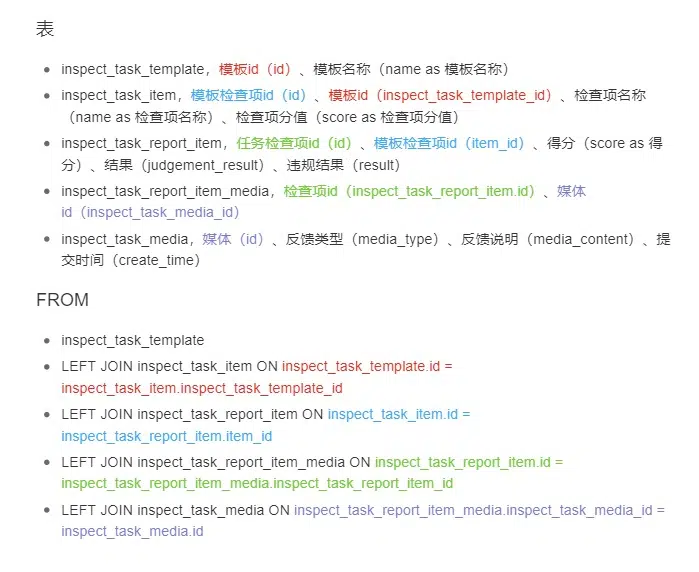 表
inspect_task_template，模板id（id）、模板名称（name as 模板名称）
inspect_task_item，模板检查项id（id）、模板id（inspect_task_template_id）、检查项名称
（name as 检查项名称）、检查项分值（score as 检查项分值）
inspect_task_report_item，任务检查项id（id）、模板检查项id（item_id）、得分（score as 得
分）、结果（judgement_result）、违规结果（result）
inspect_task_report_item_media，检查项id（inspect_task_report_item.id）、媒体
id（inspect_task_media_id）
inspect_task_media，媒体（id）、反馈类型（media_type）、反馈说明（media_content）、提
交时间（create_time）
FROM
inspect_task_template
LEFT JOIN inspect_task_item ON inspect_task_template.id =
inspect_task_item.inspect_task_template_id
LEFT JOIN inspect_task_report_item ON inspect_task_item.id =
inspect_task_report_item.item_id
LEFT JOIN inspect_task_report_item_media ON inspect_task_report_item.id =
inspect_task_report_item_media.inspect_task_report_item_id
LEFT JOIN inspect_task_media ON inspect_task_report_item_media.inspect_task_media_id =
inspect_task_media.id